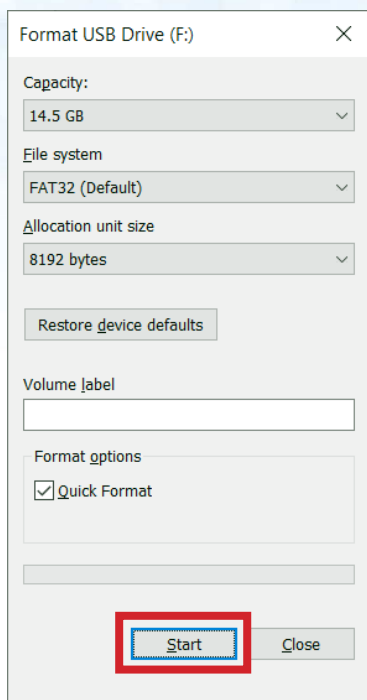 Format USB Drive (F:)
Capacity:
14.5 GB
File system
FAT32 (Default)
Allocation unit size
8192 bytes
Restore device defaults
Volume label
Format options
Quick Format
Start Close